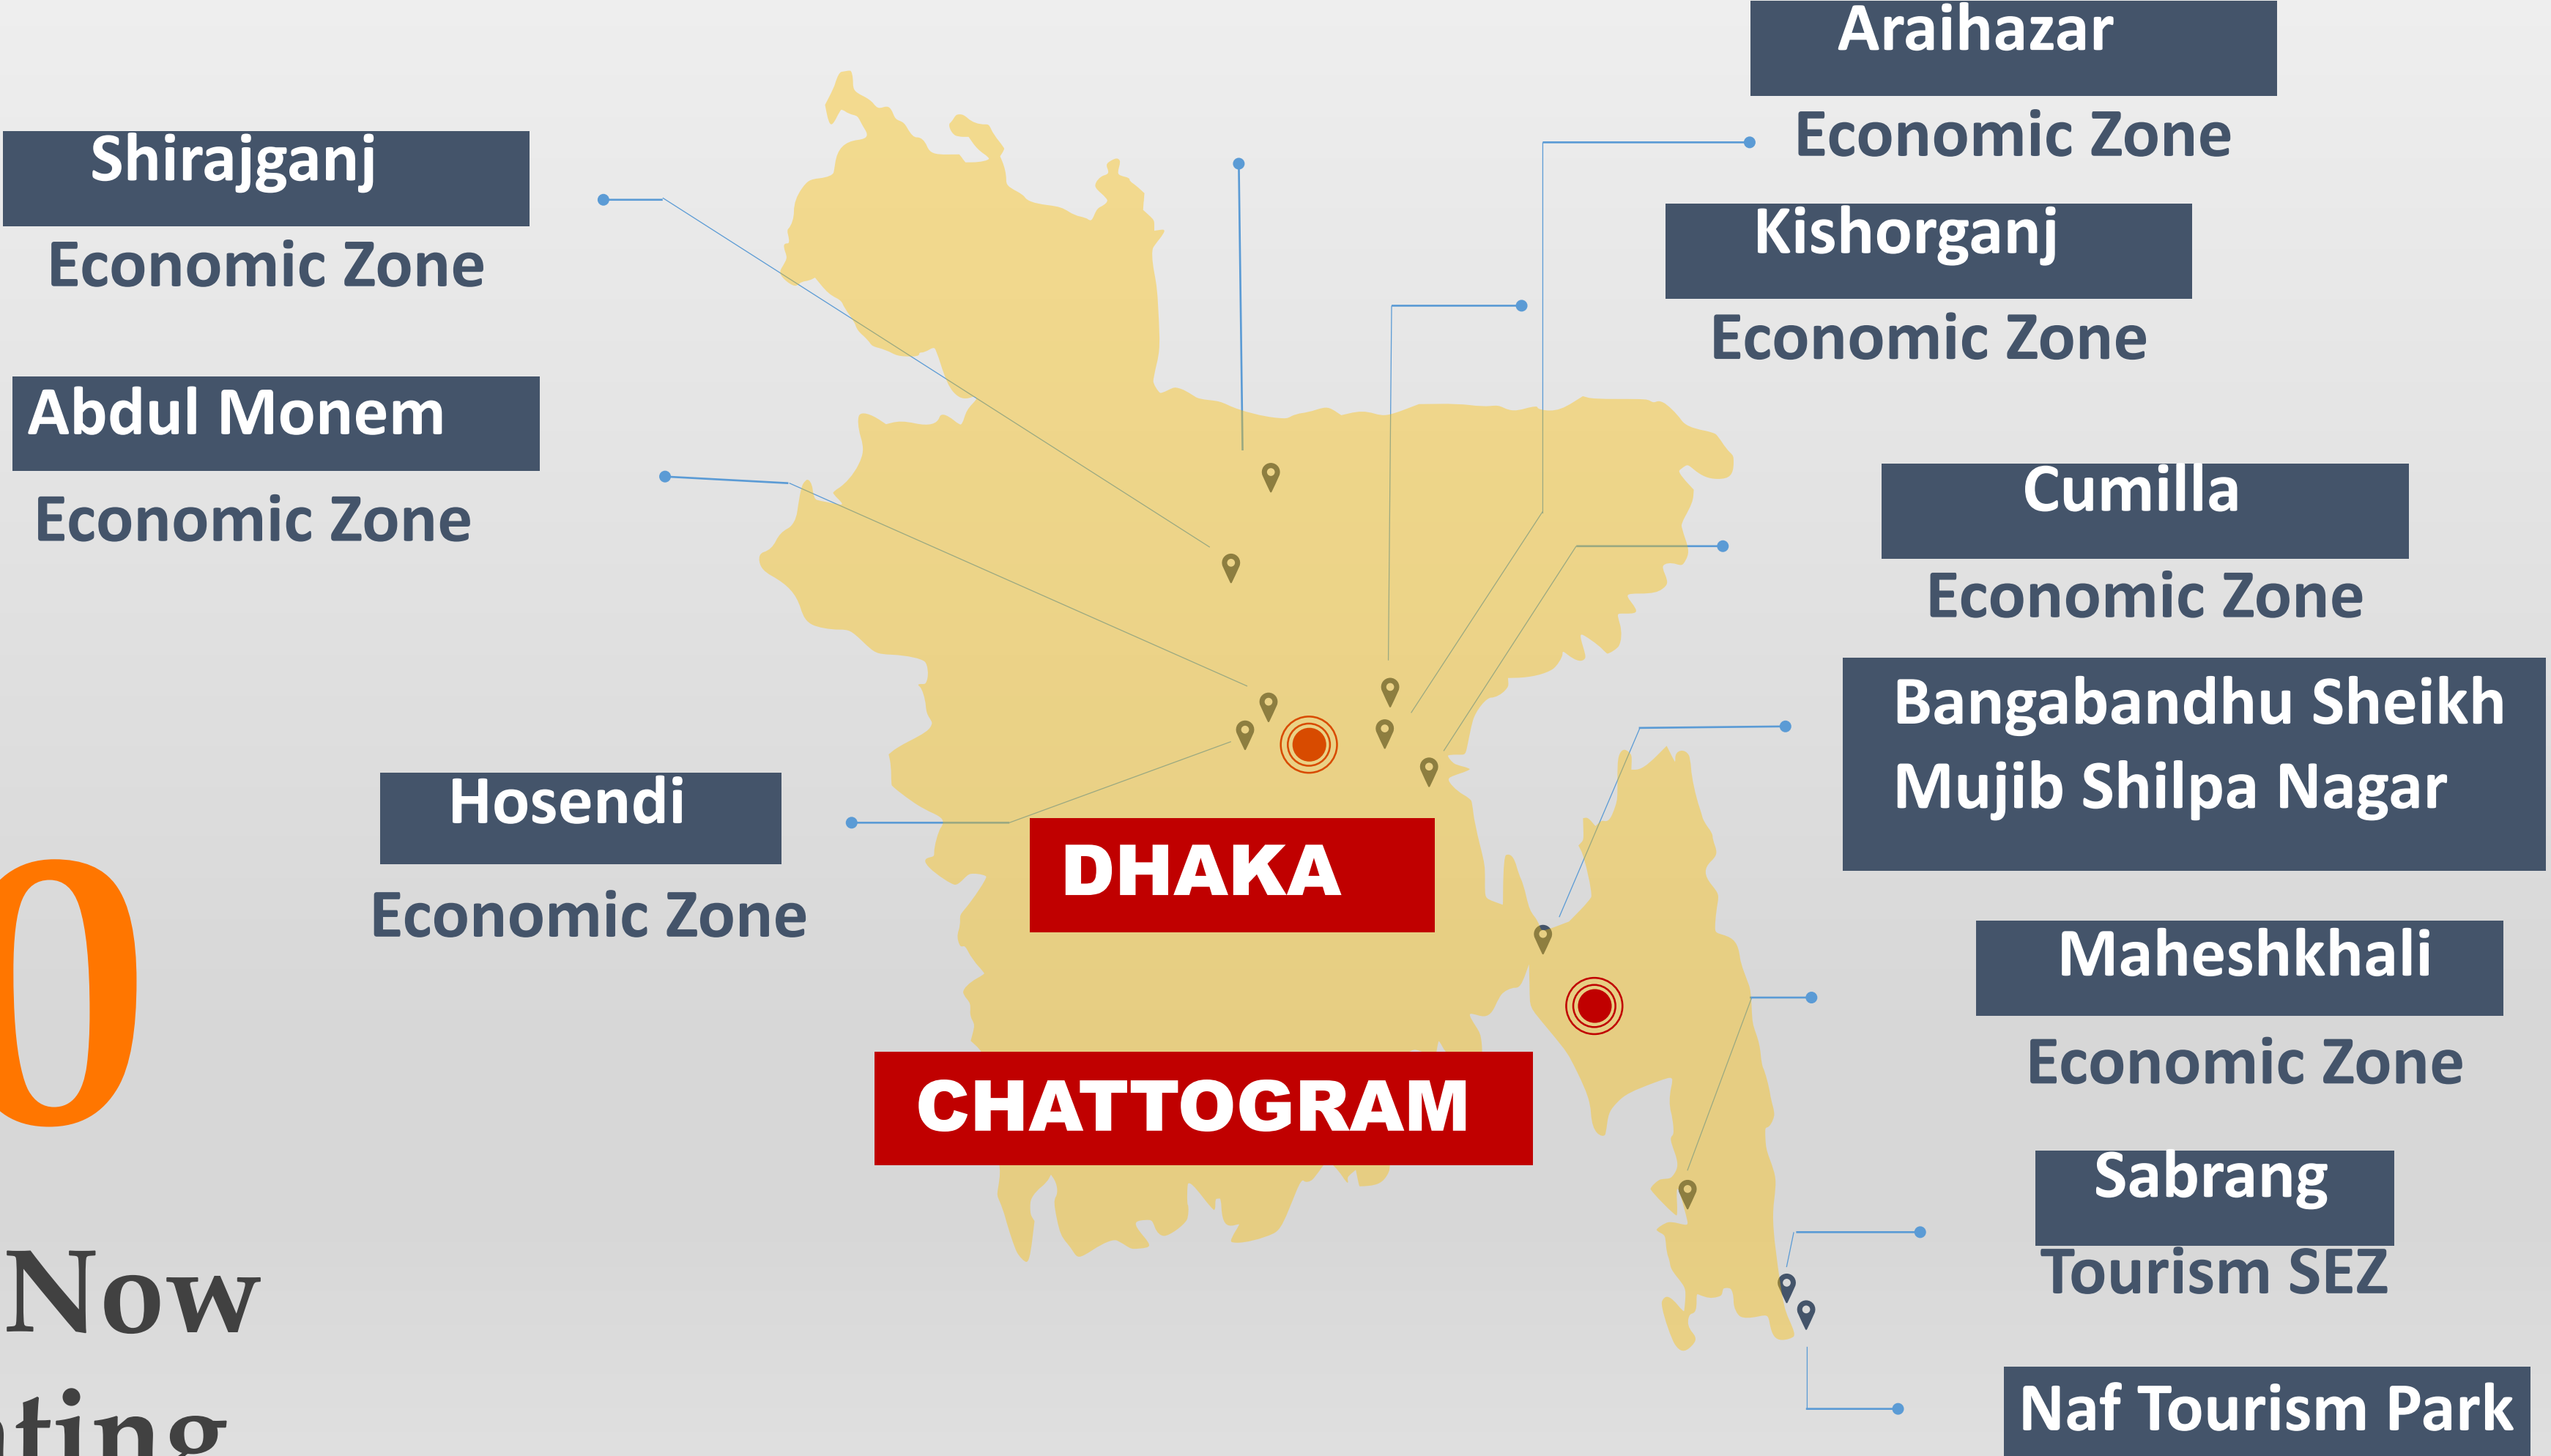 Araihazar
Economic Zone
Shirajganj
Economic Zone
Kishorganj
Economic Zone
Abdul Monem
Economic Zone
Cumilla
Economic Zone
Bangabandhu Sheikh
Mujib Shilpa Nagar
Hosendi
Economic Zone
DHAKA
0
Maheshkhali
Economic Zone
CHATTOGRAM
Sabrang
Tourism SEZ
Now
Naf Tourism Park